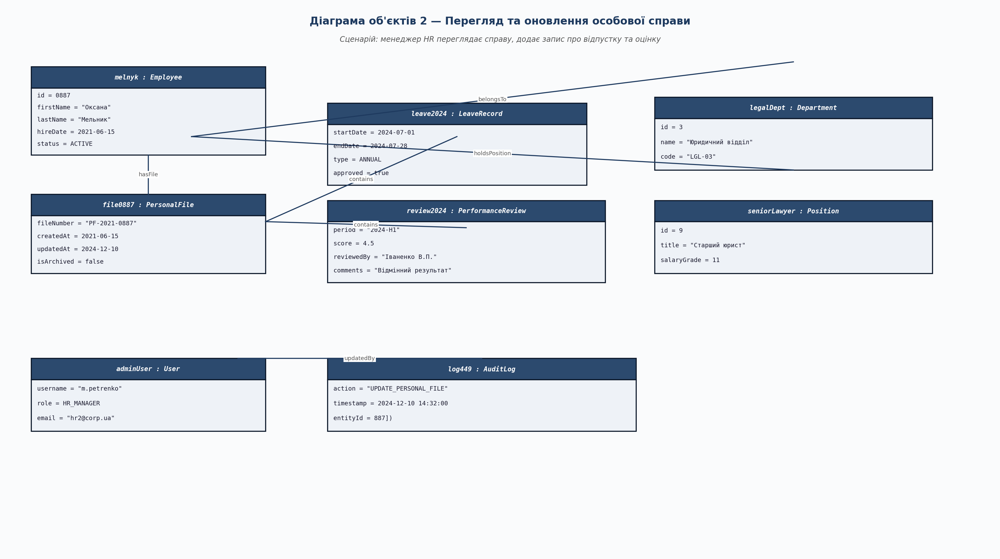 Діаграма об'єктів 2 — Перегляд та оновлення особової справи
Сценарій: менеджер HR переглядає справу, додає запис про відпустку та оцінку
melnyk : Employee
id = 0887
firstName = "Оксана"
lastName = "Мельник"
hireDate = 2021-06-15
status = ACTIVE
belongsTo
leave2024 : LeaveRecord
startDate = 2024-07-01
endDate = 2024-07-28
type = ANNUAL
approved = true
holdsPosition
contains
legalDept : Department
id = 3
name = "Юридичний відділ"
code = "LGL-03"
hasFile
file0887 : PersonalFile
fileNumber = "PF-2021-0887"
createdAt = 2021-06-15
updatedAt = 2024-12-10
isArchived = false
review2024 : PerformanceReview
contains
period = "2024-H1"
score = 4.5
reviewedBy = "Іваненко В.П."
comments = "Відмінний результат"
seniorLawyer : Position
id = 9
title = "Старший юрист"
salaryGrade = 11
updatedBy
adminUser : User
username = "m.petrenko"
role = HR_MANAGER
email = "hr2@corp.ua"
log449 : AuditLog
action = "UPDATE_PERSONAL_FILE"
timestamp = 2024-12-10 14:32:00
entityId = 887])